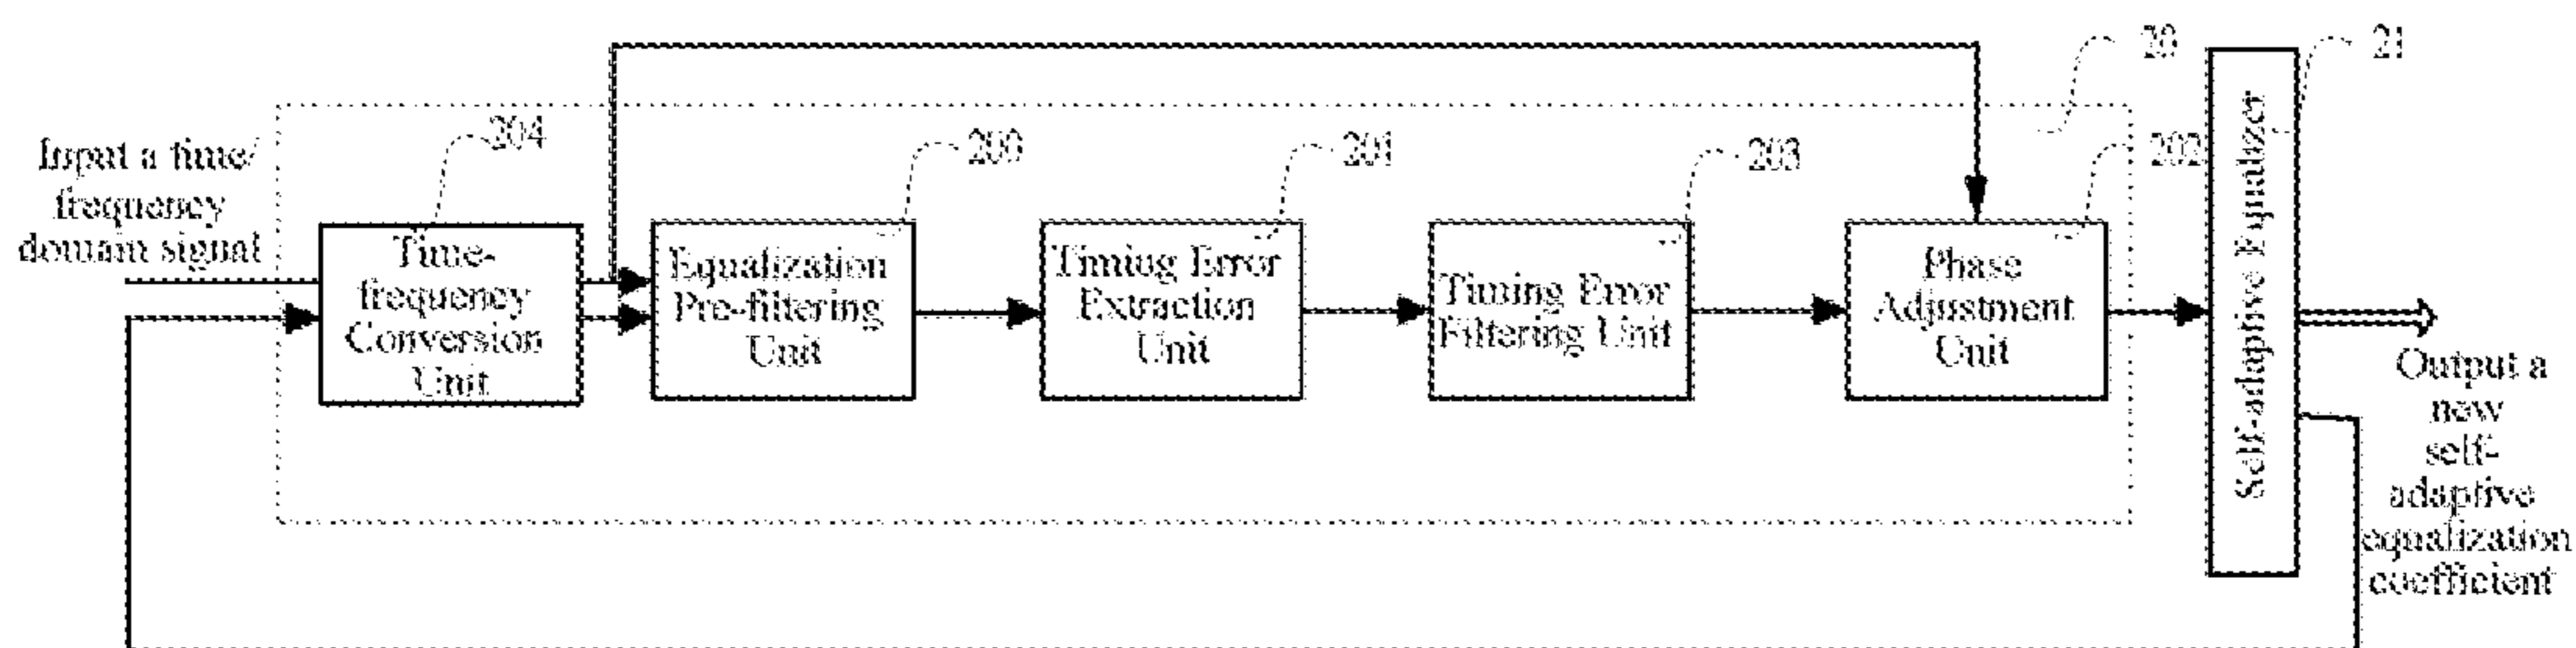 20
21
204
200
201
203
202
Input a time/
frequency
domain signal
Time-
frequency
Conversion
Unit
Equalization
Pre-filtering
Unit
Timing Error
Extraction
Unit
Timing Error
Filtering Unit
Phase
Adjustment
Unit
Self-adaptive Equalizer
Output a
new
self-
adaptive
equalization
coefficient